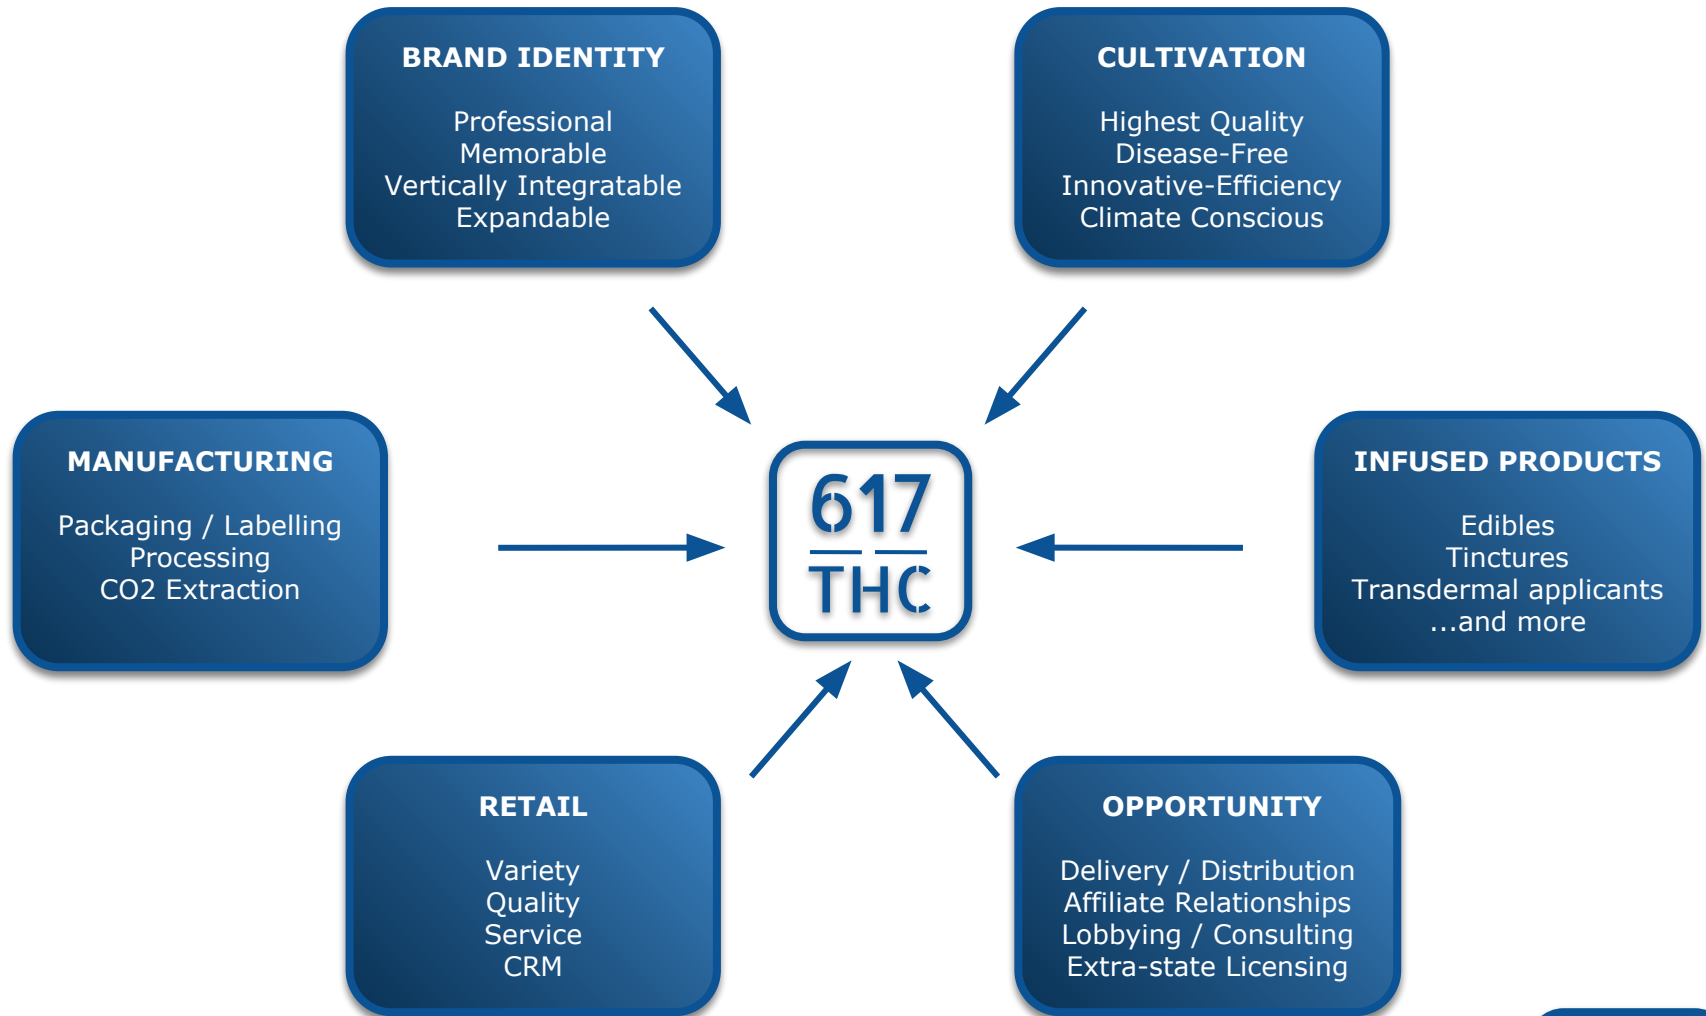 BRAND IDENTITY
Professional
Memorable
Vertically Integratable
Expandable
CULTIVATION
Highest Quality
Disease-Free
Innovative-Efficiency
Climate Conscious
MANUFACTURING
Packaging / Labelling
Processing
CO2 Extraction
617
THC
INFUSED PRODUCTS
Edibles
Tinctures
Transdermal applicants
...and more
RETAIL
Variety
Quality
Service
CRM
OPPORTUNITY
Delivery / Distribution
Affiliate Relationships
Lobbying / Consulting
Extra-state Licensing